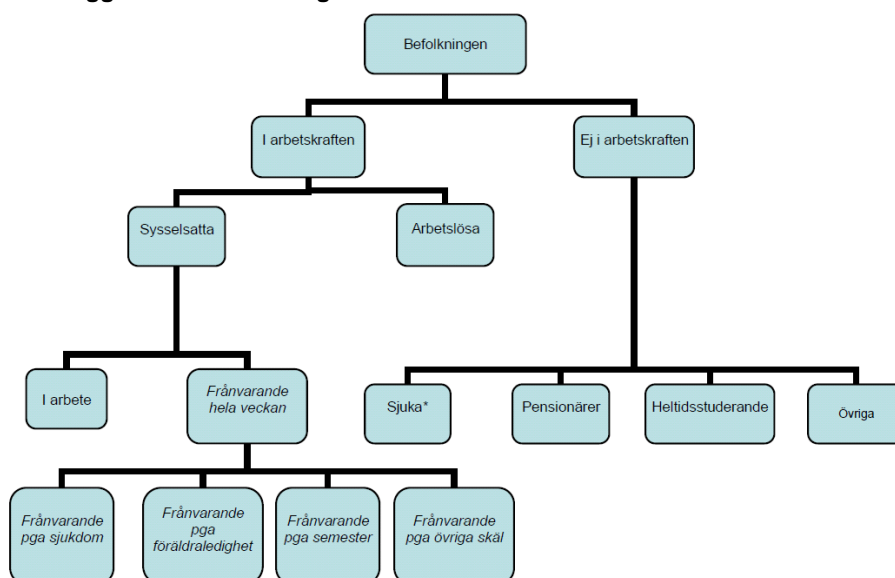 Befolkningen
I arbetskraften
Ej i arbetskraften
Sysselsatta
Arbetslösa
I arbete
Frånvarande
hela veckan
Sjuka*
Pensionärer
Heltidsstuderande
Övriga
Frånvarande
pga sjukdom
Frånvarande
pga
föräldraledighet
Frånvarande
pga semester
Frånvarande
pga övriga skäl